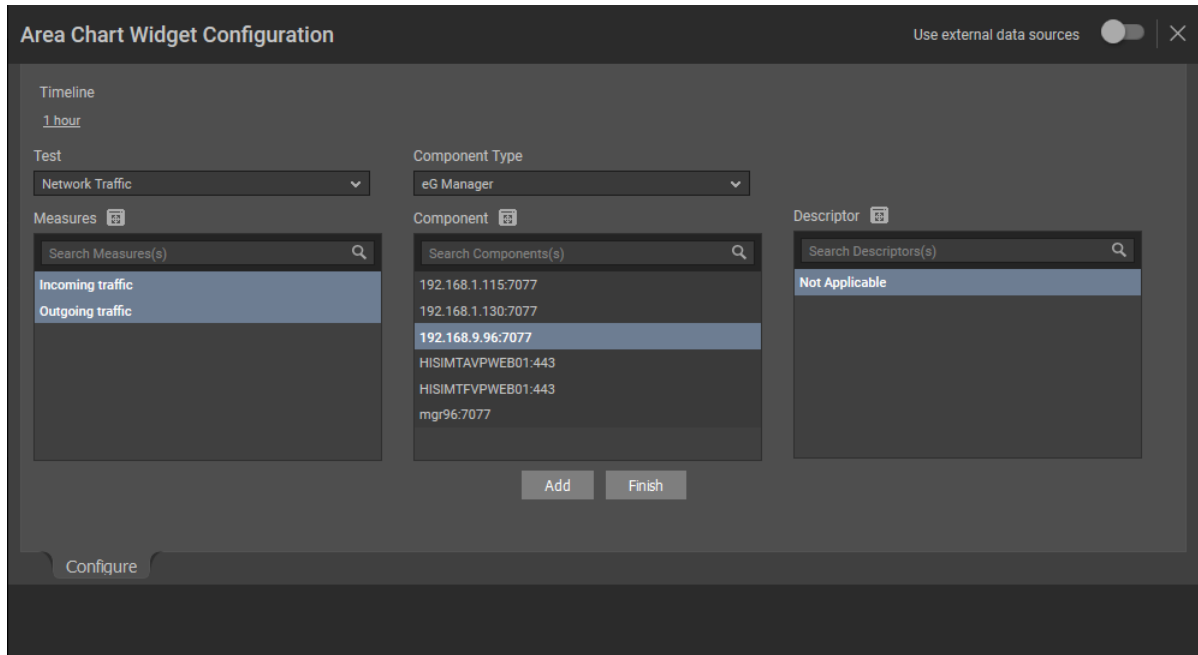 Area Chart Widget Configuration
Use external data sources
Timeline
1 hour
Test
Component Type
Network Traffic
eG Manager
Measures
Component
Descriptor
Search Measures(s)
Search Components(s)
Search Descriptors(s)
Incoming traffic
Outgoing traffic
192.168.1.115:7077
192.168.1.130:7077
192.168.9.96:7077
HISIMTAVPWEB01:443
HISIMTFVPWEB01:443
mgr96:7077
Not Applicable
Add
Finish
Configure